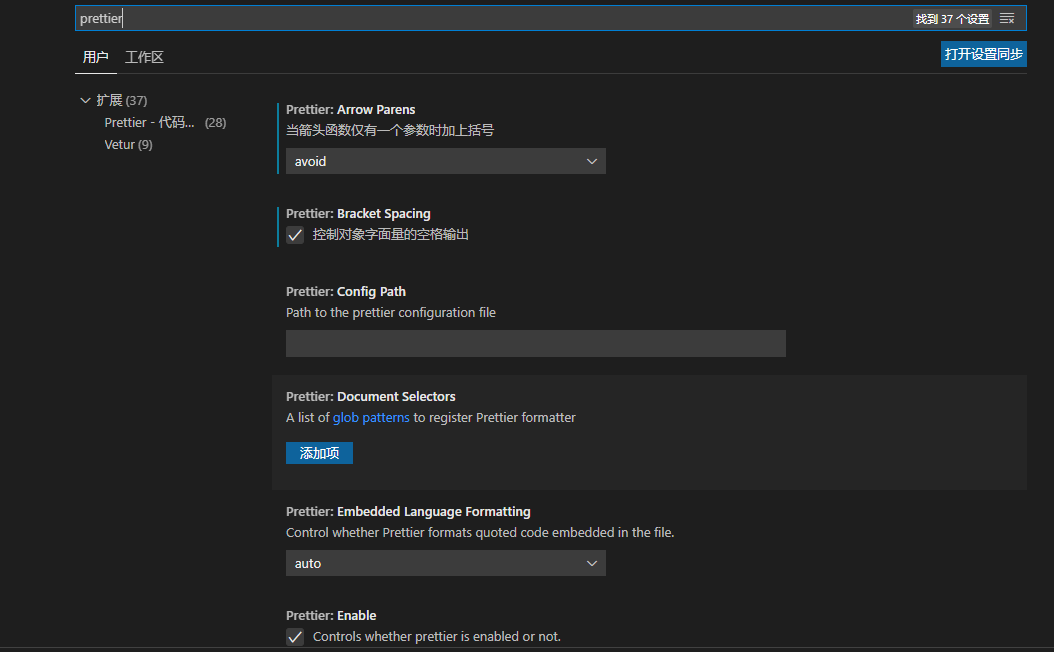 prettier
找到 37 个设置
用户 工作区
打开设置同步
扩展 (37)
Prettier - 代码... (28)
Vetur (9)
Prettier: Arrow Parens
当箭头函数仅有一个参数时加上括号
avoid
Prettier: Bracket Spacing
控制对象字面量的空格输出
Prettier: Config Path
Path to the prettier configuration file
Prettier: Document Selectors
A list of glob patterns to register Prettier formatter
添加项
Prettier: Embedded Language Formatting
Control whether Prettier formats quoted code embedded in the file.
auto
Prettier: Enable
Controls whether prettier is enabled or not.